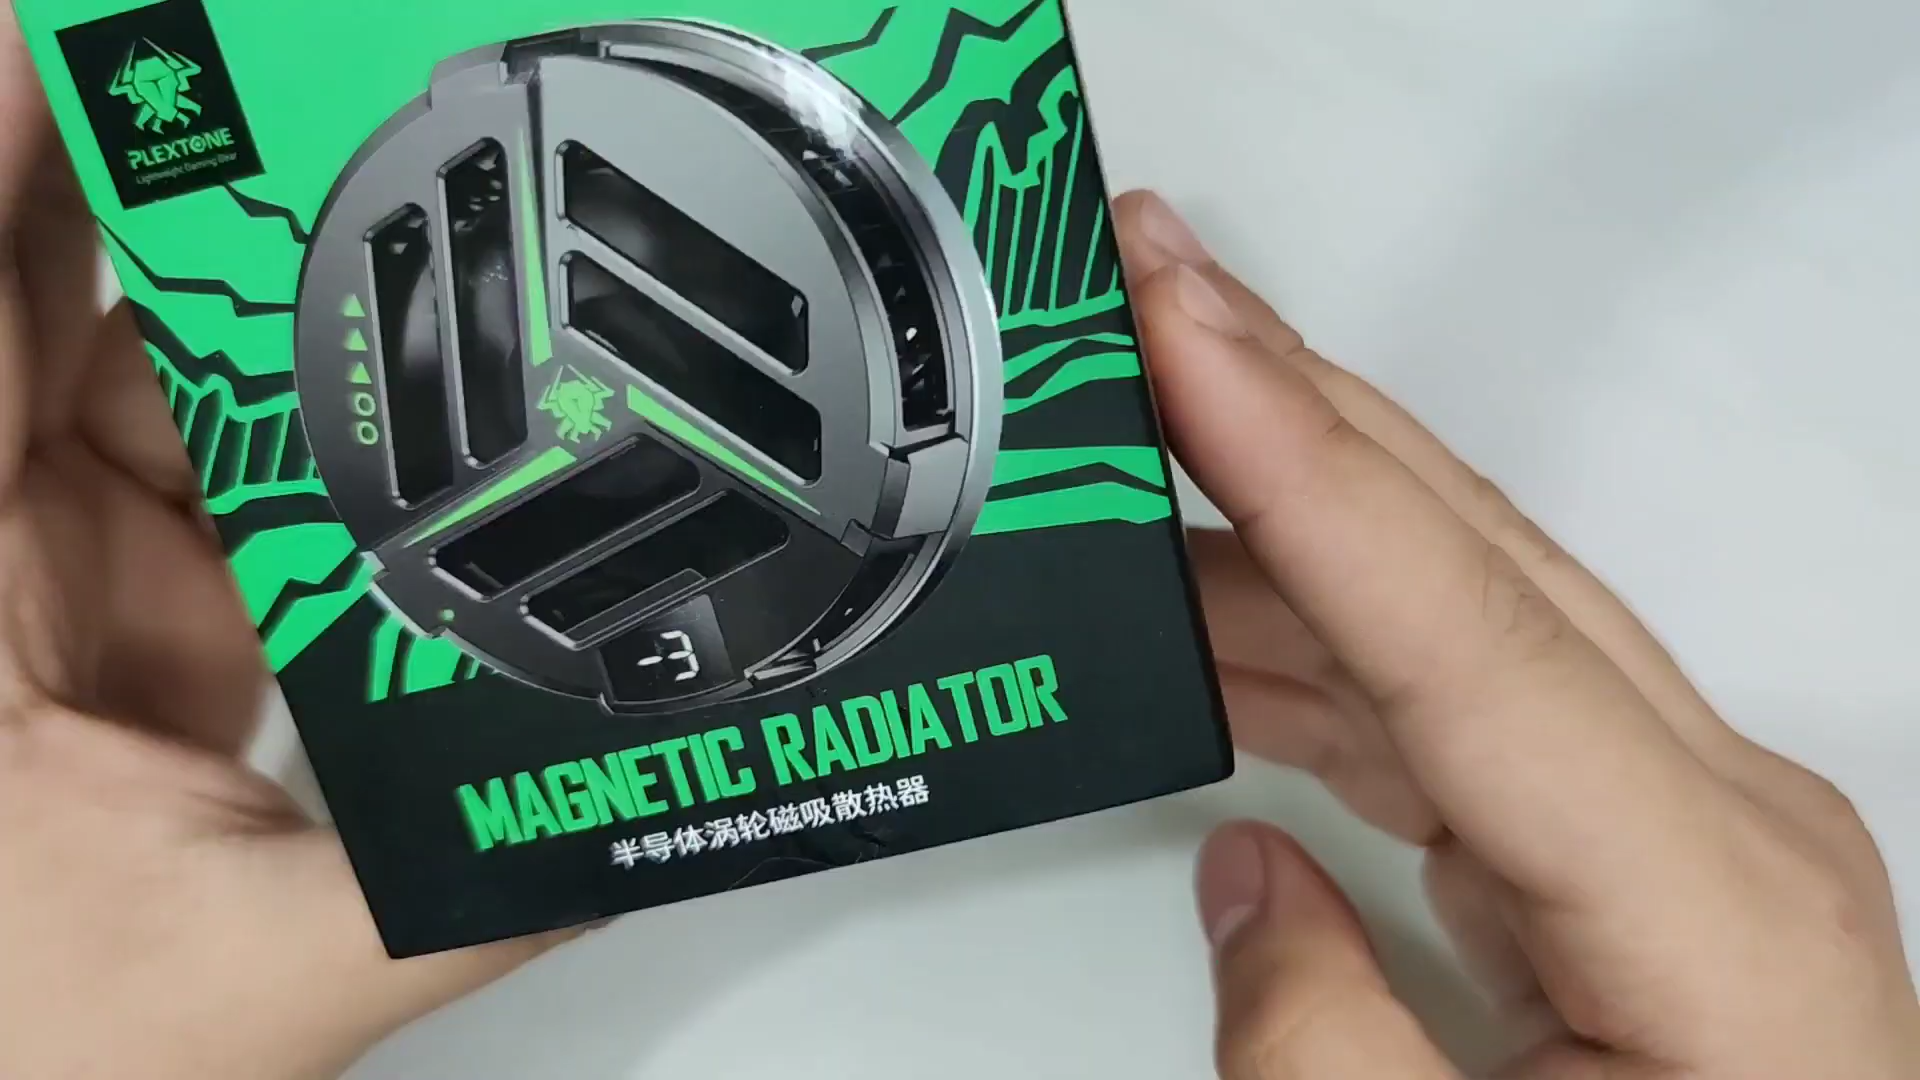 PLEXTONE
Lightweight Gaming Gear
-3
MAGNETIC RADIATOR
半导体涡轮磁吸散热器